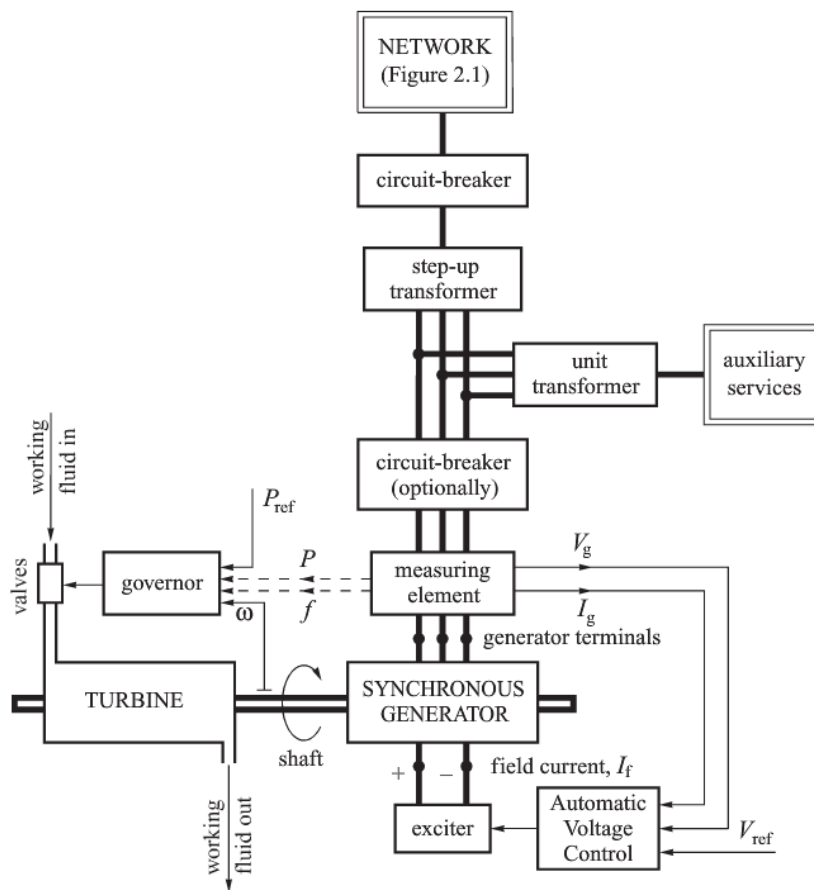 NETWORK
(Figure 2.1)
circuit-breaker
step-up
transformer
unit
transformer
auxiliary
services
working
fluid in
circuit-breaker
(optionally)
P_ref
valves
governor
P
f
ω
measuring
element
V_g
I_g
generator terminals
TURBINE
shaft
SYNCHRONOUS
GENERATOR
+
−
field current, I_f
working
fluid out
exciter
Automatic
Voltage
Control
V_ref